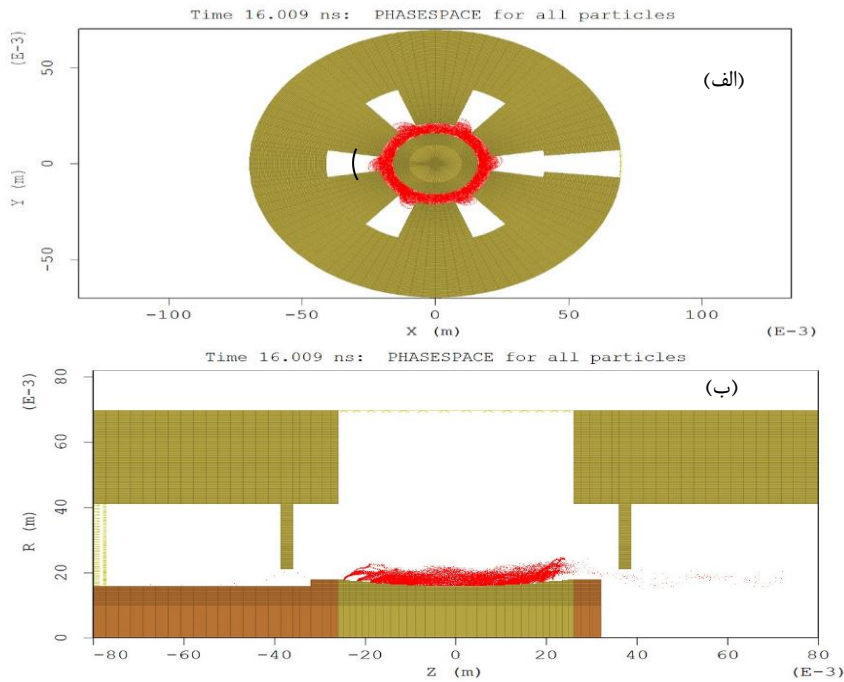 Time 16.009 ns: PHASESPACE for all particles
(E-3)
(الف)
50
0
-50
Y (m)
-100 -50 0 50 100
X (m) (E-3)
Time 16.009 ns: PHASESPACE for all particles
(E-3)
(ب)
80
60
40
20
0
R (m)
-80 -60 -40 -20 0 20 40 60 80
Z (m) (E-3)